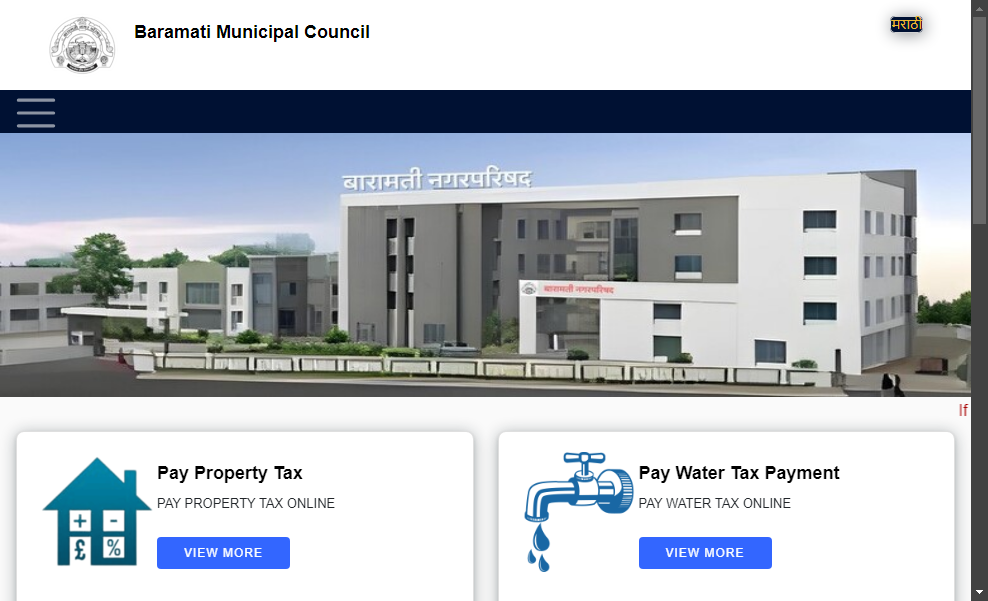 Baramati Municipal Council
मराठी
बारामती नगरपरिषद
बारामती नगरपरिषद
If
Pay Property Tax
PAY PROPERTY TAX ONLINE
VIEW MORE
Pay Water Tax Payment
PAY WATER TAX ONLINE
VIEW MORE